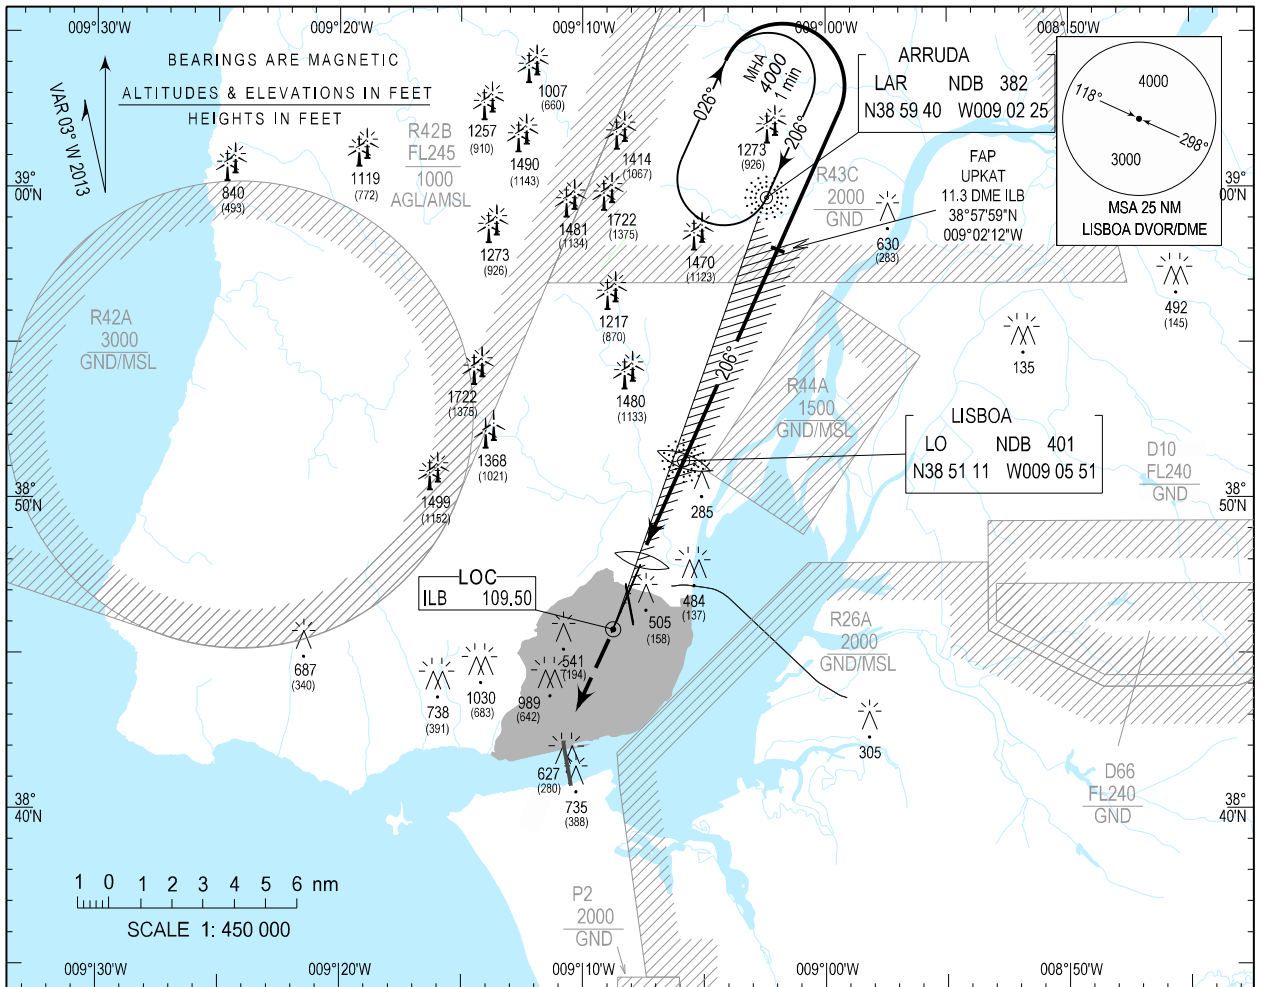 009°30'W
009°20'W
009°10'W
009°00'W
008°50'W
BEARINGS ARE MAGNETIC
ALTITUDES & ELEVATIONS IN FEET
HEIGHTS IN FEET
VAR 03° W 2013
R42B
FL245
1000
AGL/AMSL
1007
(660)
1257
(910)
1490
(1143)
1119
(772)
840
(493)
1414
(1067)
1481
(1134)
1722
(1375)
1273
(926)
1470
(1123)
1273
(926)
MHA
4000
1 min
026°
206°
ARRUDA
LAR NDB 382
N38 59 40 W009 02 25
118°
4000
298°
3000
MSA 25 NM
LISBOA DVOR/DME
39°
00'N
39°
00'N
R43C
2000
GND
FAP
UPKAT
11.3 DME ILB
38°57'59"N
009°02'12"W
630
(283)
492
(145)
135
R42A
3000
GND/MSL
1217
(870)
1480
(1133)
1722
(1375)
1368
(1021)
1499
(1152)
206°
R44A
1500
GND/MSL
LISBOA
LO NDB 401
N38 51 11 W009 05 51
D10
FL240
GND
38°
50'N
38°
50'N
285
LOC
ILB 109.50
484
(137)
505
(158)
541
(194)
R26A
2000
GND/MSL
687
(340)
738
(391)
1030
(683)
989
(642)
305
627
(280)
735
(388)
D66
FL240
GND
38°
40'N
38°
40'N
1 0 1 2 3 4 5 6 nm
SCALE 1: 450 000
P2
2000
GND
009°30'W
009°20'W
009°10'W
009°00'W
008°50'W